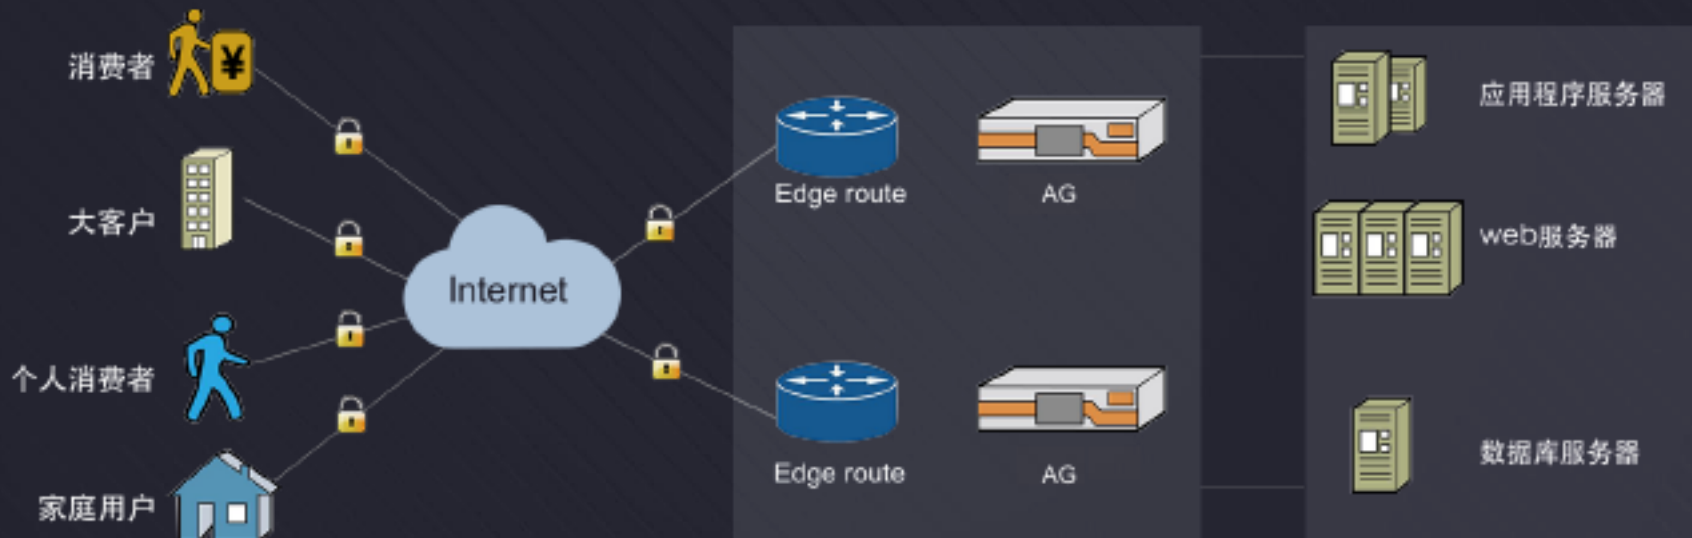 消费者
¥
大客户
个人消费者
家庭用户
Internet
Edge route
AG
Edge route
AG
应用程序服务器
web服务器
数据库服务器